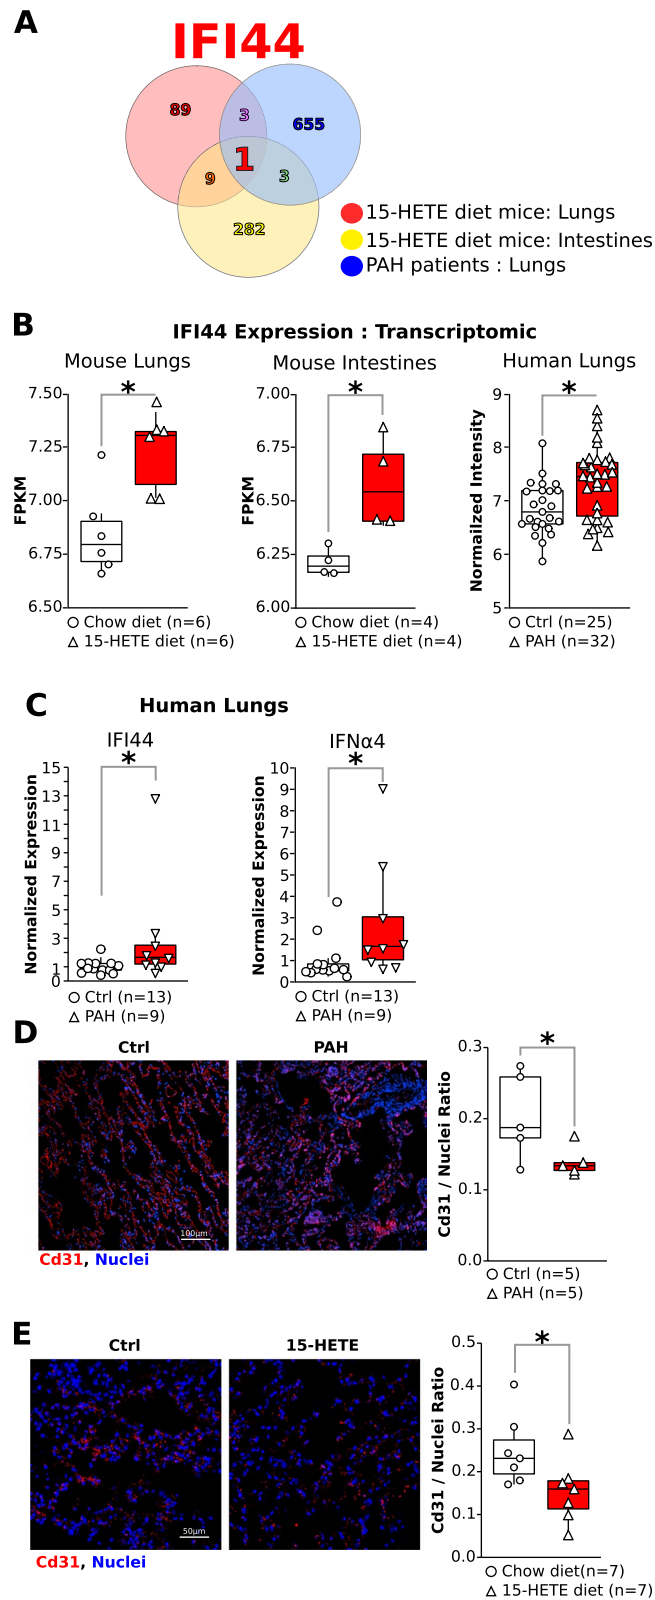 A
IFI44
89
3
655
1
9
3
282
15-HETE diet mice: Lungs
15-HETE diet mice: Intestines
PAH patients : Lungs
B
IFI44 Expression : Transcriptomic
Mouse Lungs
Mouse Intestines
Human Lungs
7.50
7.25
7.00
6.75
6.50
FPKM
*
Chow diet (n=6)
15-HETE diet (n=6)
7.00
6.75
6.50
6.25
6.00
FPKM
*
Chow diet (n=4)
15-HETE diet (n=4)
9
8
7
6
5
Normalized Intensity
*
Ctrl (n=25)
PAH (n=32)
C
Human Lungs
IFI44
15
13
11
9
7
5
3
1
0
Normalized Expression
*
Ctrl (n=13)
PAH (n=9)
IFNα4
10
9
8
7
6
5
4
3
2
1
0
Normalized Expression
*
Ctrl (n=13)
PAH (n=9)
D
Ctrl
PAH
100μm
Cd31, Nuclei
0.3
0.2
0.1
0.0
Cd31 / Nuclei Ratio
*
Ctrl (n=5)
PAH (n=5)
E
Ctrl
15-HETE
50μm
Cd31, Nuclei
0.5
0.4
0.3
0.2
0.1
0.0
Cd31 / Nuclei Ratio
*
Chow diet(n=7)
15-HETE diet (n=7)